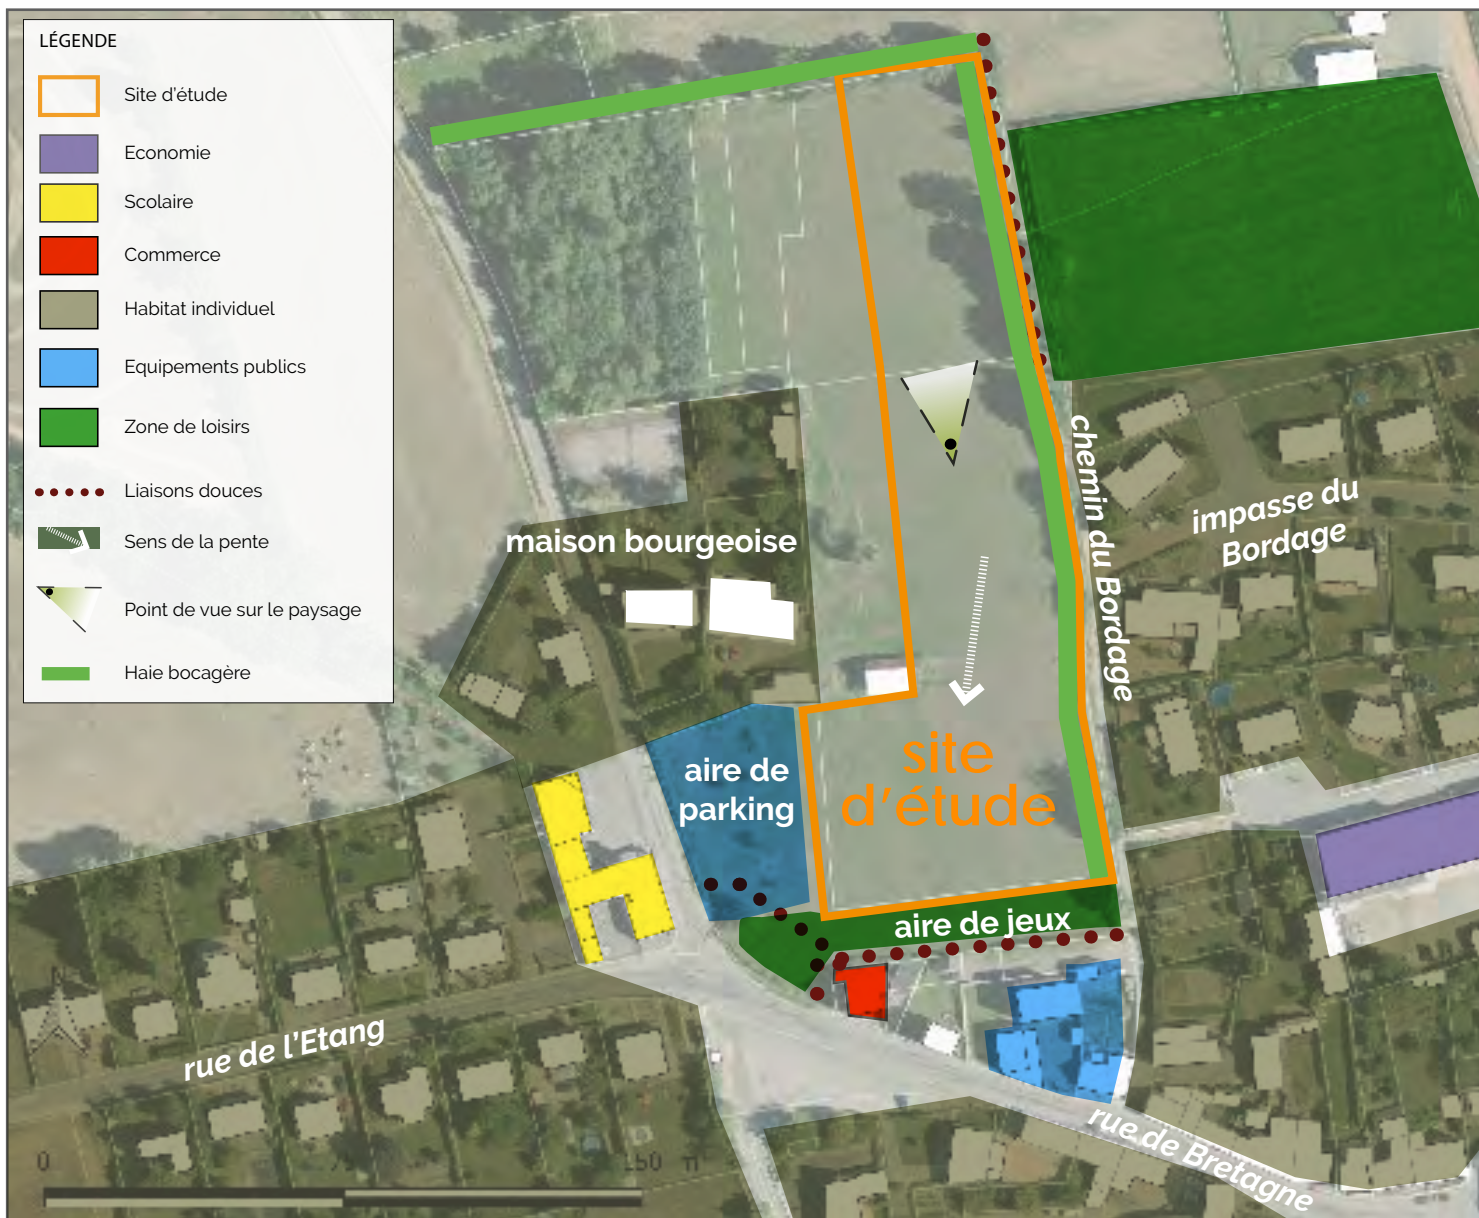 LÉGENDE
Site d'étude
Economie
Scolaire
Commerce
Habitat individuel
Equipements publics
Zone de loisirs
Liaisons douces
Sens de la pente
Point de vue sur le paysage
Haie bocagère
maison bourgeoise
chemin du Bordage
impasse du
Bordage
aire de
parking
site
d'étude
aire de jeux
rue de l'Etang
rue de Bretagne
0
150 m